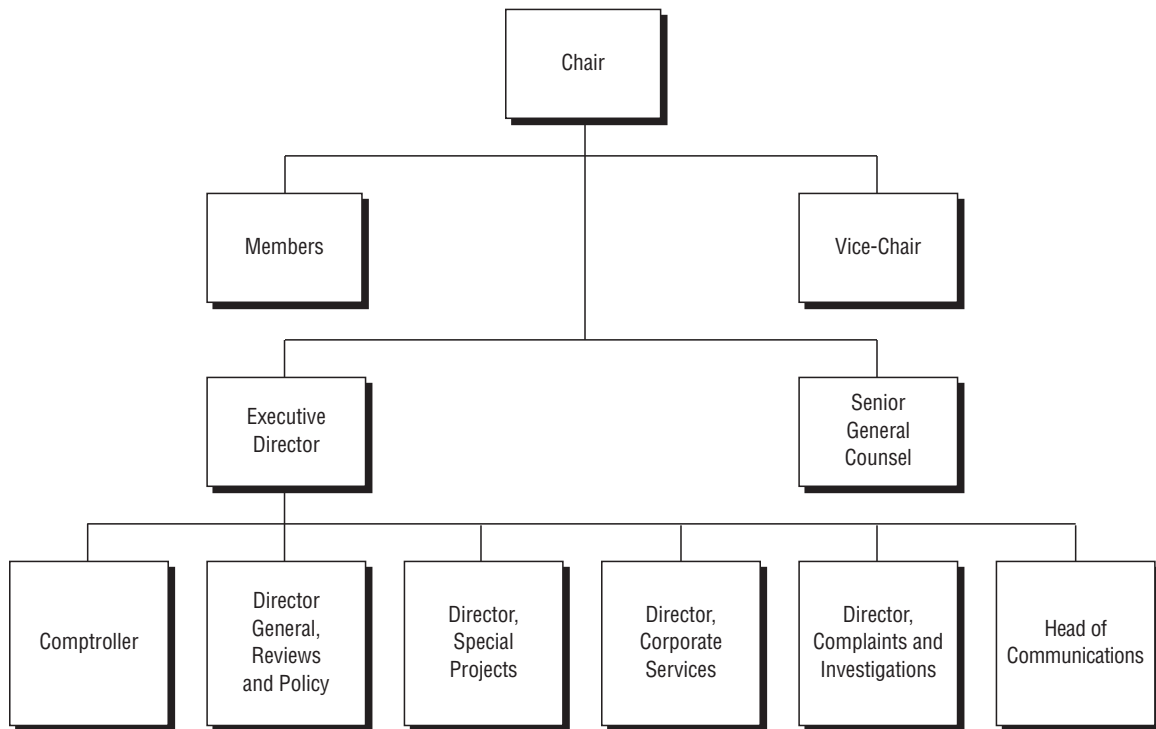 Chair
Members
Vice-Chair
Executive
Director
Senior
General
Counsel
Comptroller
Director
General,
Reviews
and Policy
Director,
Special
Projects
Director,
Corporate
Services
Director,
Complaints and
Investigations
Head of
Communications